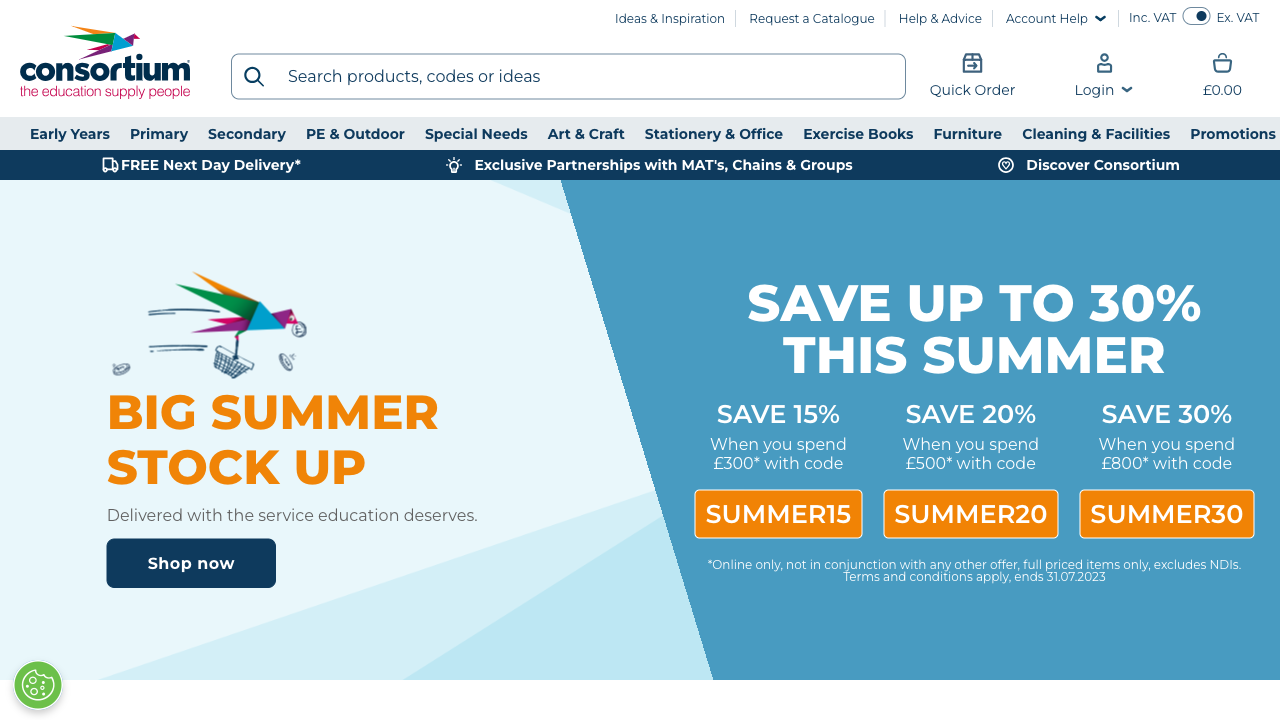 Ideas & Inspiration
Request a Catalogue
Help & Advice
Account Help
Inc. VAT
Ex. VAT
consortium
the education supply people
Search products, codes or ideas
Quick Order
Login
£0.00
Early Years
Primary
Secondary
PE & Outdoor
Special Needs
Art & Craft
Stationery & Office
Exercise Books
Furniture
Cleaning & Facilities
Promotions
FREE Next Day Delivery*
Exclusive Partnerships with MAT's, Chains & Groups
Discover Consortium
BIG SUMMER
STOCK UP
Delivered with the service education deserves.
Shop now
SAVE UP TO 30%
THIS SUMMER
SAVE 15%
When you spend
£300* with code
SUMMER15
SAVE 20%
When you spend
£500* with code
SUMMER20
SAVE 30%
When you spend
£800* with code
SUMMER30
*Online only, not in conjunction with any other offer, full priced items only, excludes NDIs.
Terms and conditions apply, ends 31.07.2023